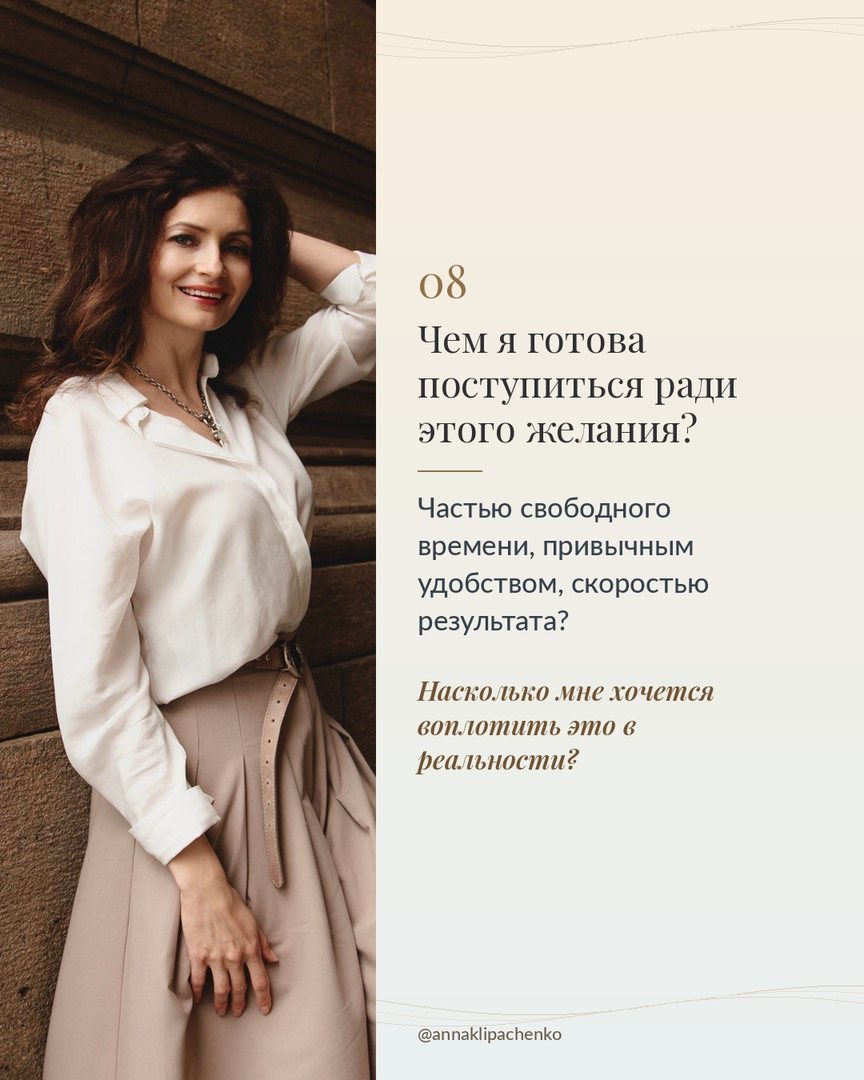 08
Чем я готова
поступиться ради
этого желания?
Частью свободного
времени, привычным
удобством, скоростью
результата?
Насколько мне хочется
воплотить это в
реальности?
@annaklipachenko